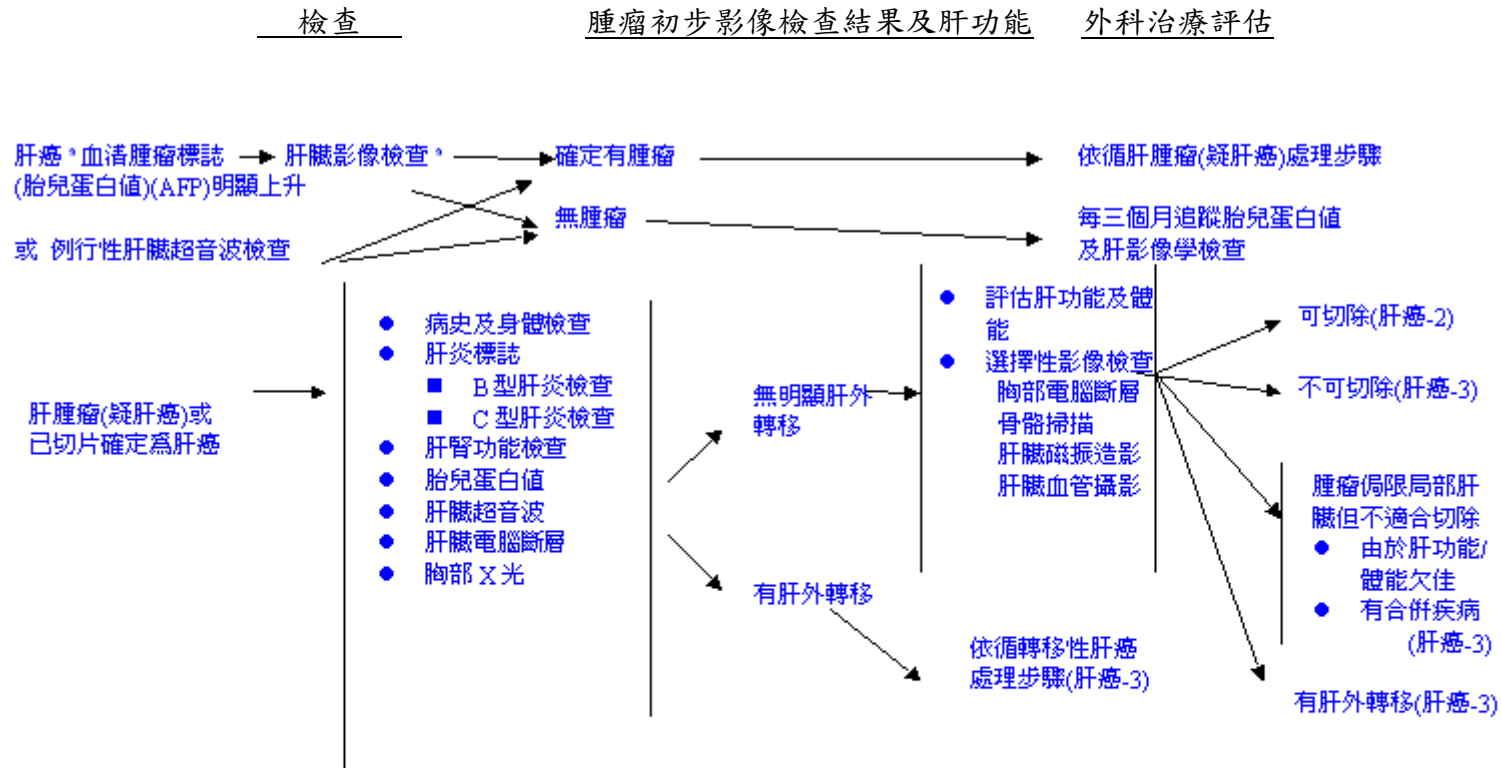 檢查
腫瘤初步影像檢查結果及肝功能
外科治療評估
肝癌*血清腫瘤標誌
(胎兒蛋白值)(AFP)明顯上升
或 例行性肝臟超音波檢查
肝臟影像檢查*
確定有腫瘤
無腫瘤
依循肝腫瘤(疑肝癌)處理步驟
每三個月追蹤胎兒蛋白值
及肝影像學檢查
肝腫瘤(疑肝癌)或
已切片確定為肝癌
● 病史及身體檢查
● 肝炎標誌
■ B型肝炎檢查
■ C型肝炎檢查
● 肝腎功能檢查
● 胎兒蛋白值
● 肝臟超音波
● 肝臟電腦斷層
● 胸部X光
無明顯肝外
轉移
有肝外轉移
● 評估肝功能及體
能
● 選擇性影像檢查
胸部電腦斷層
骨骼掃描
肝臟磁振造影
肝臟血管攝影
依循轉移性肝癌
處理步驟(肝癌-3)
可切除(肝癌-2)
不可切除(肝癌-3)
腫瘤侷限局部肝
臟但不適合切除
● 由於肝功能/
體能欠佳
● 有合併疾病
(肝癌-3)
有肝外轉移(肝癌-3)